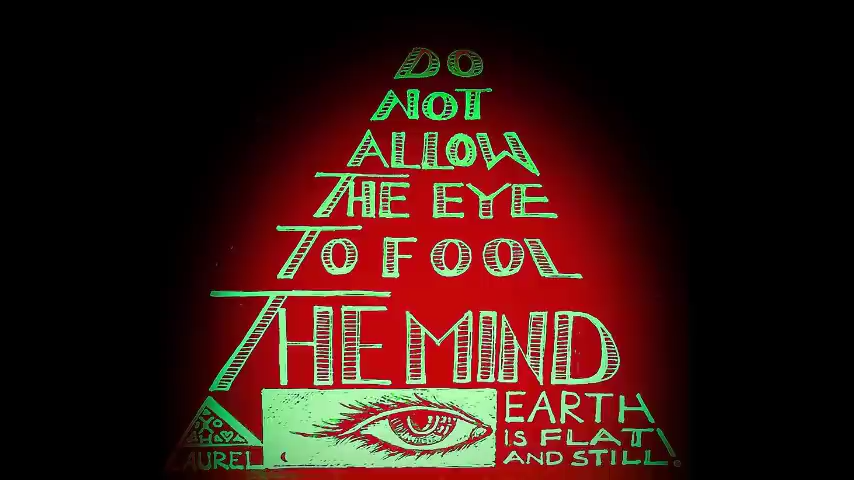 DO
NOT
ALLOW
THE EYE
TO FOOL
THE MIND
EARTH
IS FLAT!
AND STILL.
LAUREL